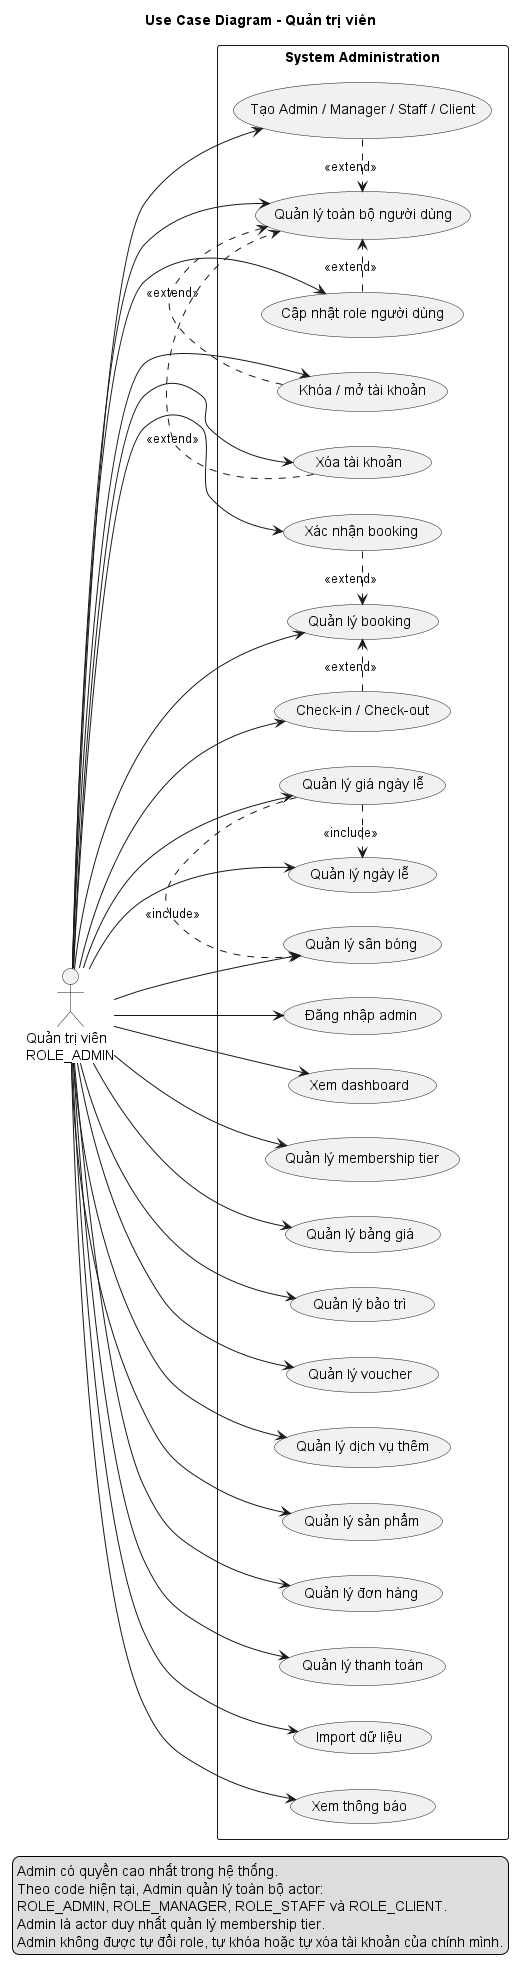 Use Case Diagram - Quản trị viên
System Administration
Tạo Admin / Manager / Staff / Client
«extend»
Quản lý toàn bộ người dùng
«extend»
«extend»
Cập nhật role người dùng
Khóa / mở tài khoản
«extend»
Xóa tài khoản
Xác nhận booking
«extend»
Quản lý booking
«extend»
Check-in / Check-out
Quản lý giá ngày lễ
«include»
Quản lý ngày lễ
«include»
Quản lý sân bóng
Đăng nhập admin
Quản trị viên
ROLE_ADMIN
Xem dashboard
Quản lý membership tier
Quản lý bảng giá
Quản lý bảo trì
Quản lý voucher
Quản lý dịch vụ thêm
Quản lý sản phẩm
Quản lý đơn hàng
Quản lý thanh toán
Import dữ liệu
Xem thông báo
Admin có quyền cao nhất trong hệ thống.
Theo code hiện tại, Admin quản lý toàn bộ actor:
ROLE_ADMIN, ROLE_MANAGER, ROLE_STAFF và ROLE_CLIENT.
Admin là actor duy nhất quản lý membership tier.
Admin không được tự đổi role, tự khóa hoặc tự xóa tài khoản của chính mình.